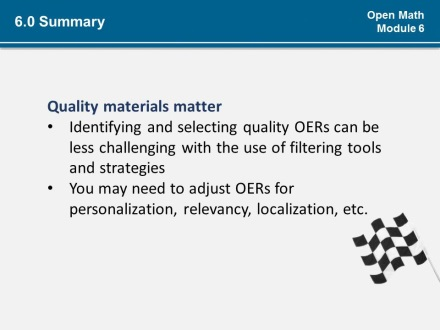 6.0 Summary
Open Math
Module 6
Quality materials matter
• Identifying and selecting quality OERs can be
less challenging with the use of filtering tools
and strategies
• You may need to adjust OERs for
personalization, relevancy, localization, etc.